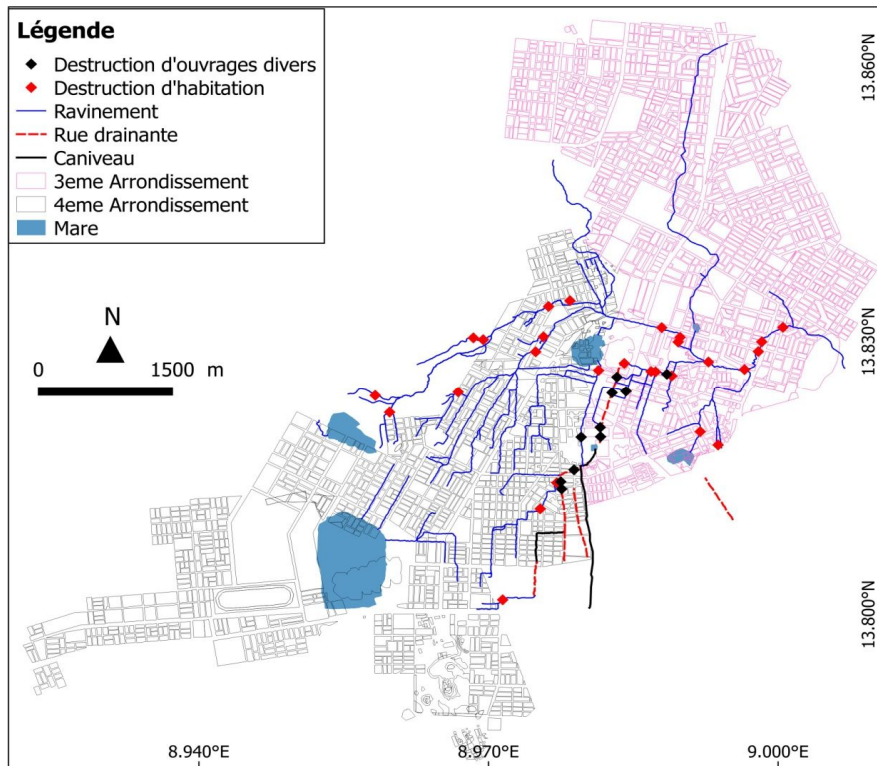 Légende
Destruction d'ouvrages divers
Destruction d'habitation
Ravinement
Rue drainante
Caniveau
3eme Arrondissement
4eme Arrondissement
Mare
N
0 1500 m
13.860°N
13.830°N
13.800°N
8.940°E 8.970°E 9.000°E